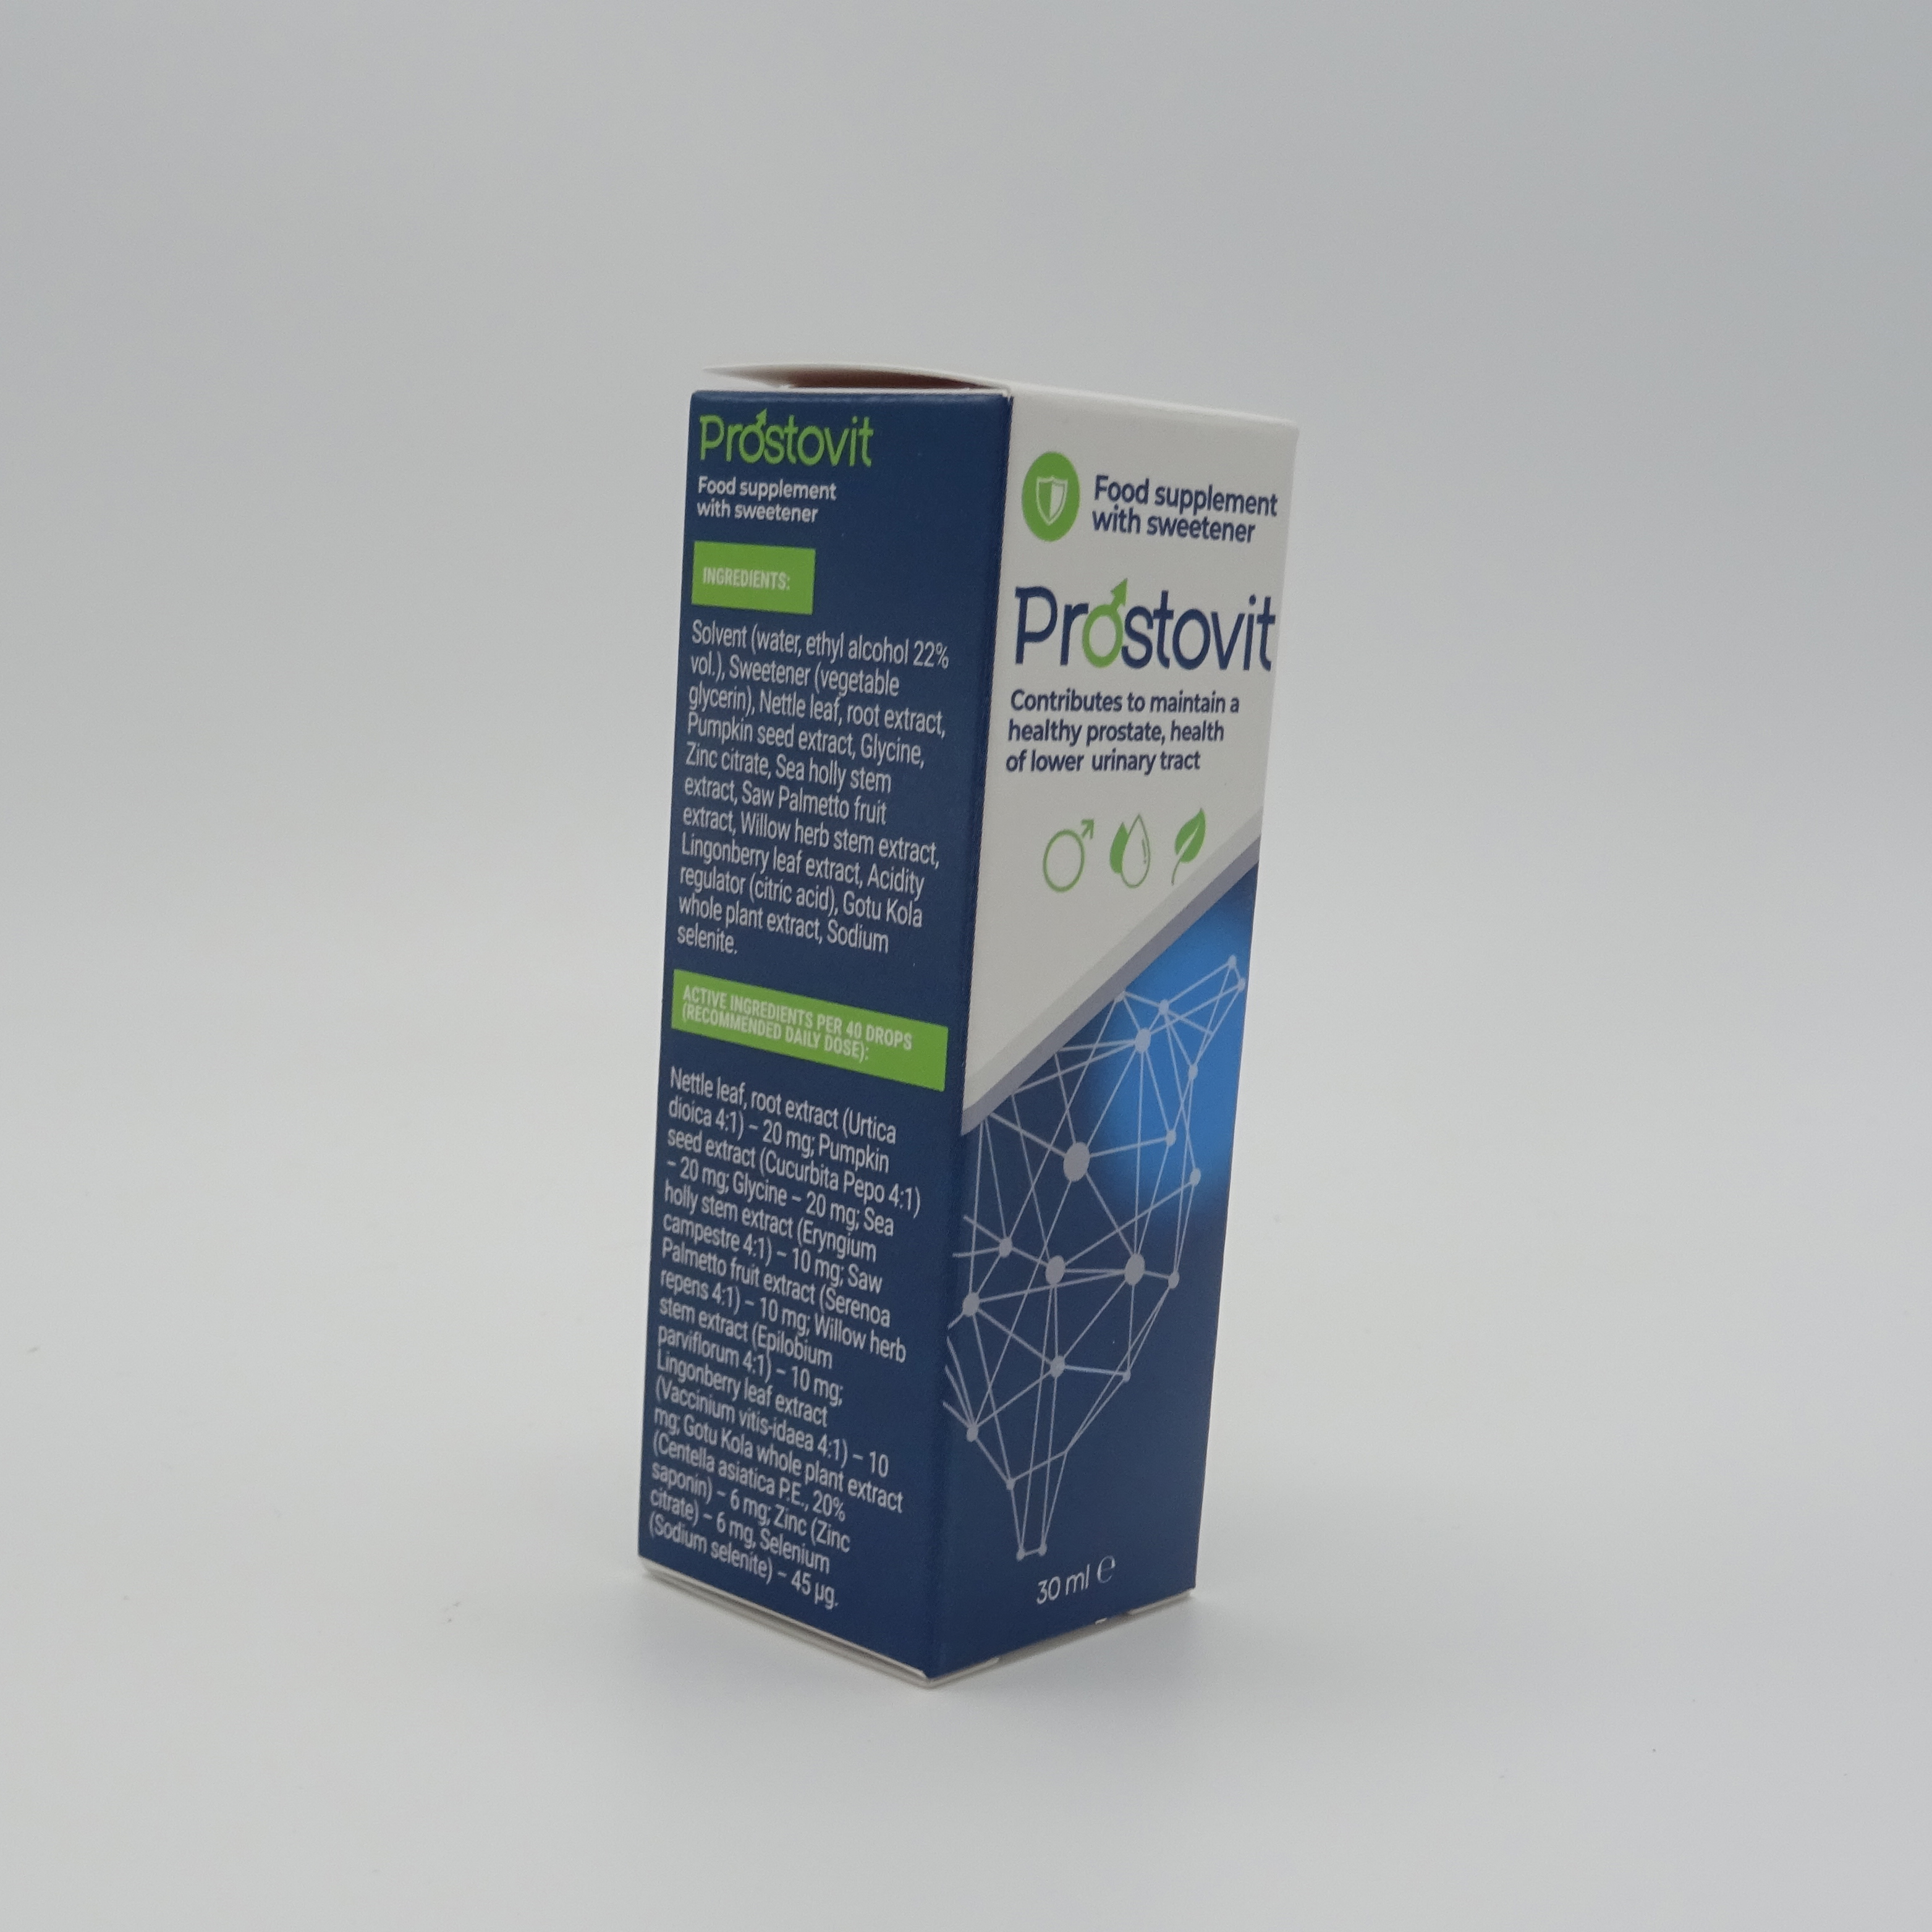 Prostovit
Food supplement
with sweetener
INGREDIENTS:
Solvent (water, ethyl alcohol 22%
vol.), Sweetener (vegetable
glycerin), Nettle leaf, root extract,
Pumpkin seed extract, Glycine,
Zinc citrate, Sea holly stem
extract, Saw Palmetto fruit
extract, Willow herb stem extract,
Lingonberry leaf extract, Acidity
regulator (citric acid), Gotu Kola
whole plant extract, Sodium
selenite.
ACTIVE INGREDIENTS PER 40 DROPS
(RECOMMENDED DAILY DOSE):
Nettle leaf, root extract (Urtica
dioica 4:1) – 20 mg; Pumpkin
seed extract (Cucurbita Pepo 4:1)
– 20 mg; Glycine – 20 mg; Sea
holly stem extract (Eryngium
campestre 4:1) – 10 mg; Saw
Palmetto fruit extract (Serenoa
repens 4:1) – 10 mg; Willow herb
stem extract (Epilobium
parviflorum 4:1) – 10 mg;
Lingonberry leaf extract
(Vaccinium vitis-idaea 4:1) – 10
mg; Gotu Kola whole plant extract
(Centella asiatica P.E., 20%
saponin) – 6 mg; Zinc (Zinc
citrate) – 6 mg, Selenium
(Sodium selenite) – 45 µg.
Food supplement
with sweetener
Prostovit
Contributes to maintain a
healthy prostate, health
of lower urinary tract
30 ml ℮